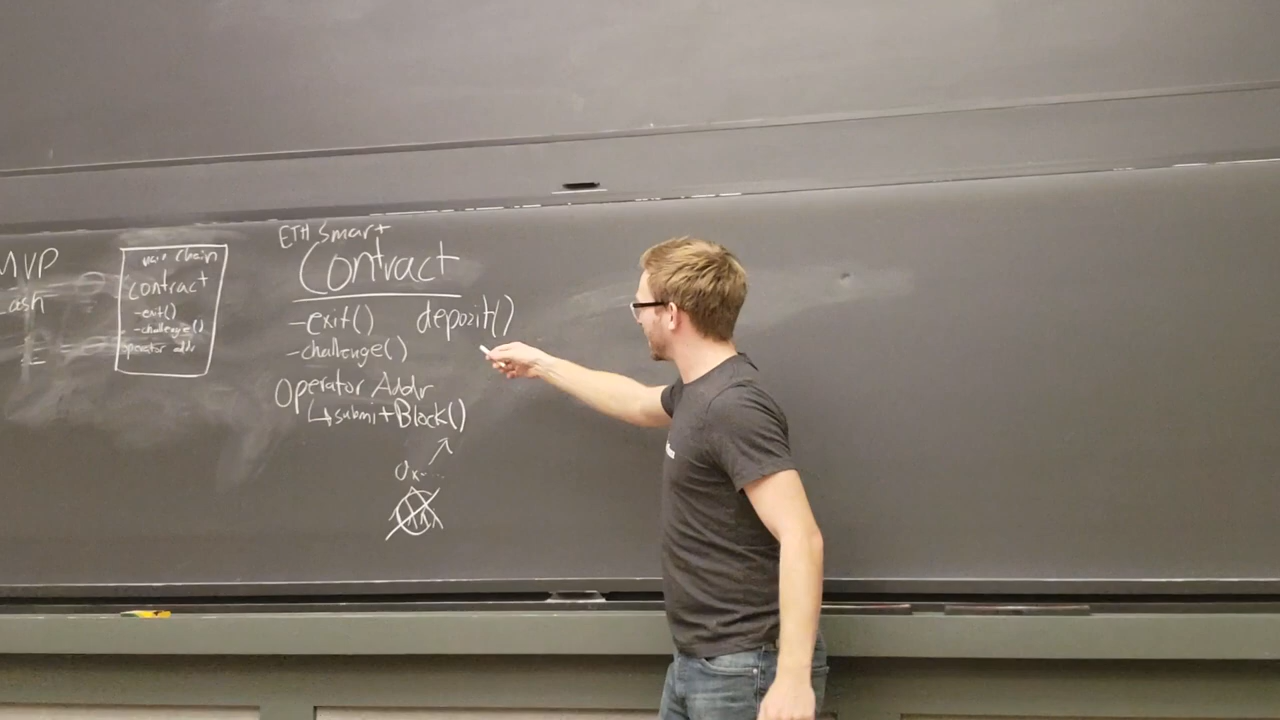 MVP
Cash
main chain
Contract
-exit()
-challenge()
operator addr
ETH Smart
Contract
-exit() deposit()
-challenge()
Operator Addr
↳submitBlock()
0x...